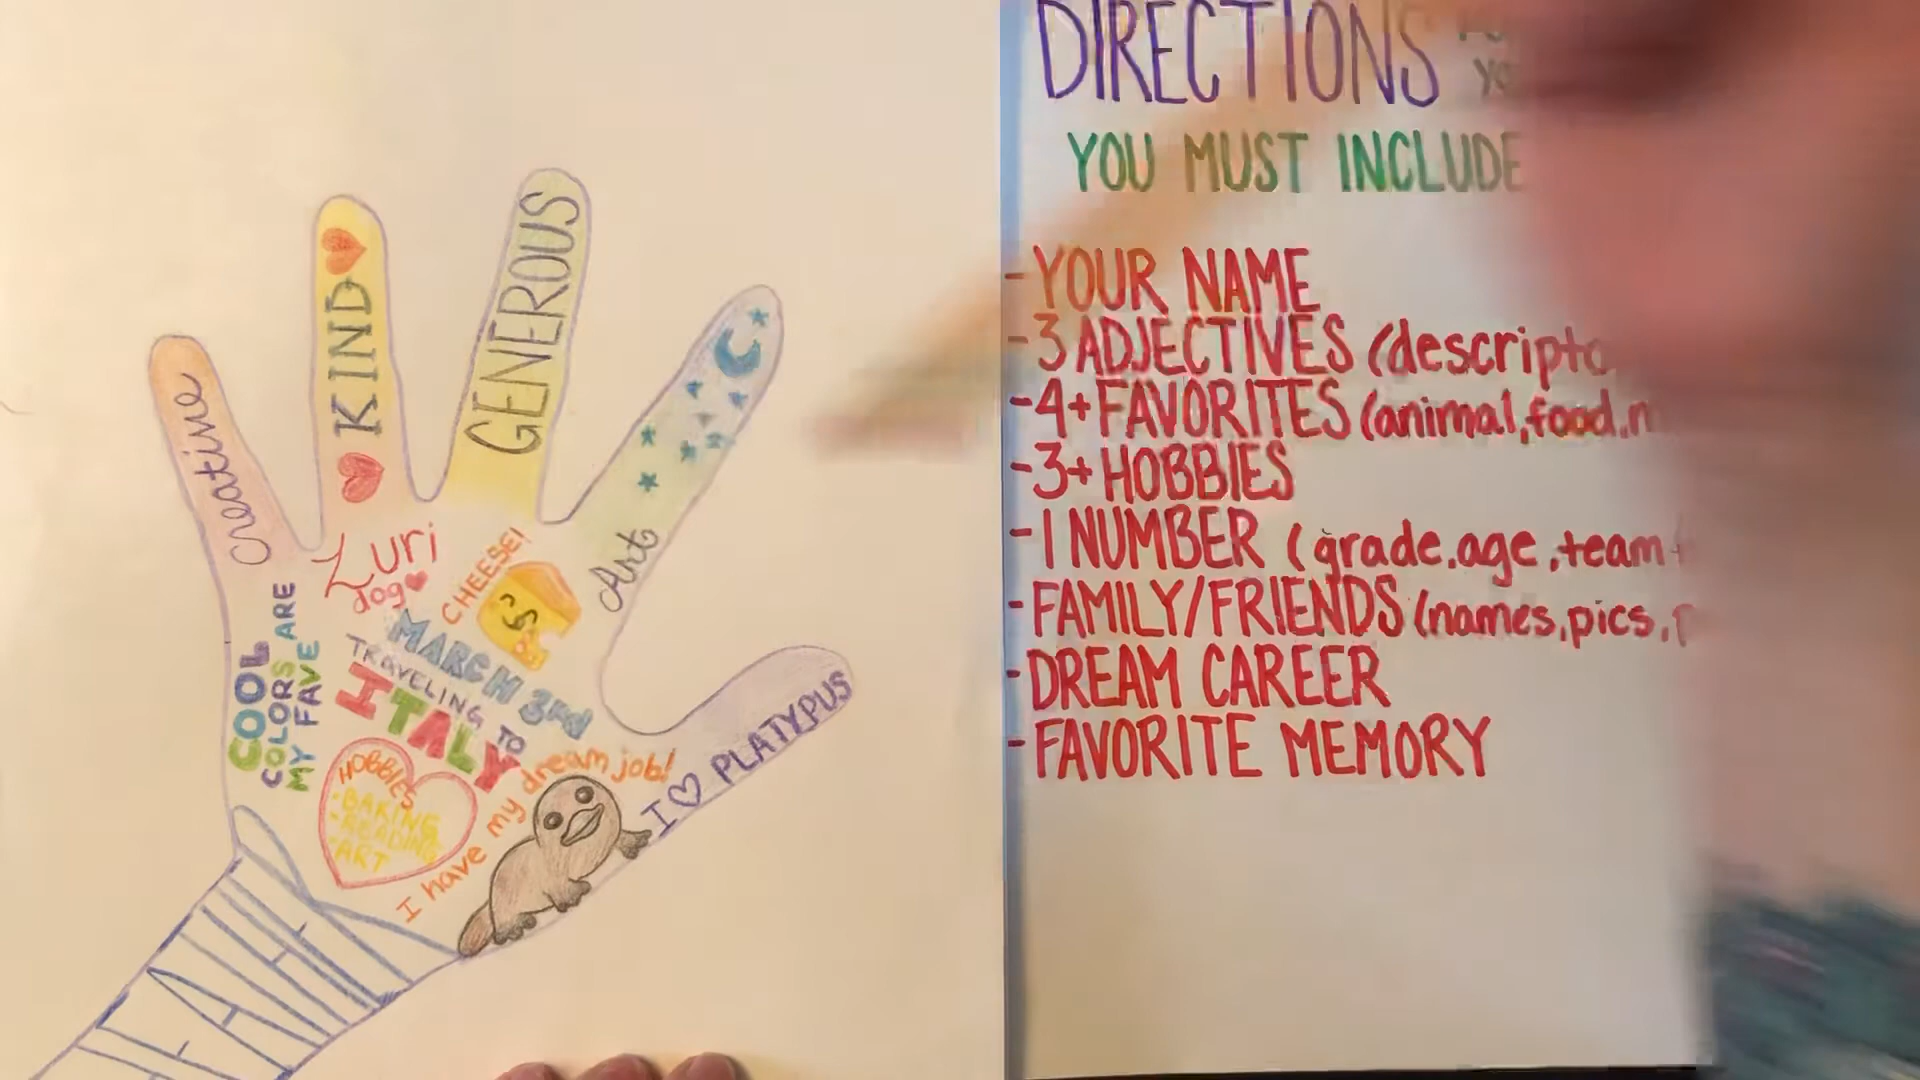 Creative
KIND
GENEROUS
Art
I PLATYPUS
Luri
dog
CHEESE!
COOL
COLORS ARE
MY FAVE
MARCH 3rd
TRAVELING TO
ITALY
HOBBIES
·BAKING
·READING
·ART
I have my dream job!
DIRECTIONS
YOU MUST INCLUDE
-YOUR NAME
-3 ADJECTIVES (descripto
-4+FAVORITES (animal,food,
-3+ HOBBIES
-1 NUMBER (grade,age,team
-FAMILY/FRIENDS (names,pics,
-DREAM CAREER
-FAVORITE MEMORY